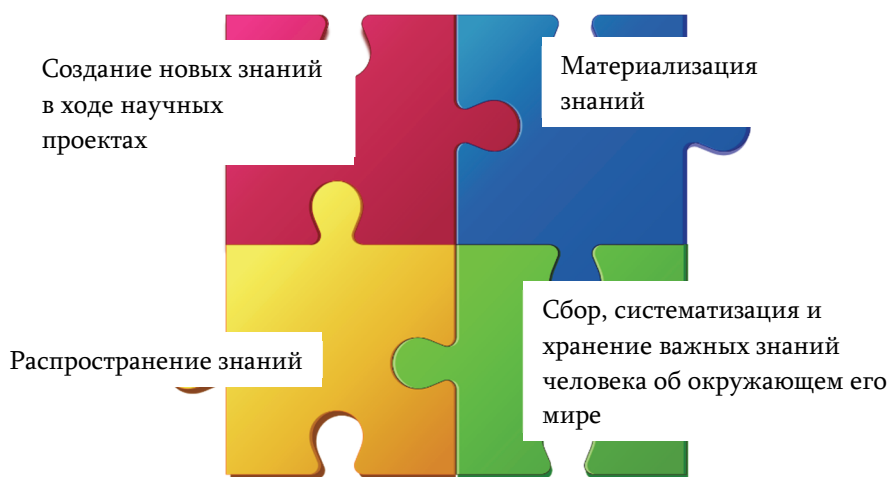 Создание новых знаний
в ходе научных
проектах
Материализация
знаний
Распространение знаний
Сбор, систематизация и
хранение важных знаний
человека об окружающем его
мире